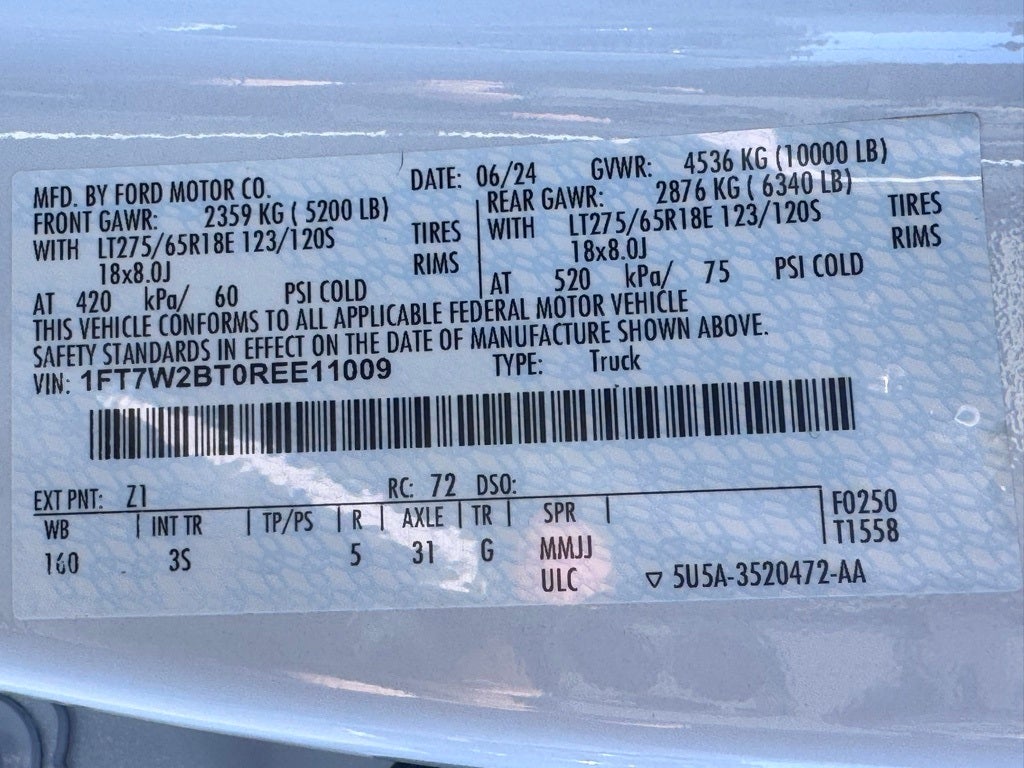 MFD. BY FORD MOTOR CO. DATE: 06/24 GVWR: 4536 KG (10000 LB)
FRONT GAWR: 2359 KG ( 5200 LB) REAR GAWR: 2876 KG ( 6340 LB)
WITH LT275/65R18E 123/120S TIRES WITH LT275/65R18E 123/120S TIRES
18x8.0J RIMS 18x8.0J RIMS
AT 420 kPa/ 60 PSI COLD AT 520 kPa/ 75 PSI COLD
THIS VEHICLE CONFORMS TO ALL APPLICABLE FEDERAL MOTOR VEHICLE
SAFETY STANDARDS IN EFFECT ON THE DATE OF MANUFACTURE SHOWN ABOVE.
VIN: 1FT7W2BT0REE11009 TYPE: Truck
EXT PNT: Z1 RC: 72 DSO:
WB INT TR TP/PS R AXLE TR SPR F0250
T1558
160 3S 5 31 G MMJJ
ULC 5U5A-3520472-AA